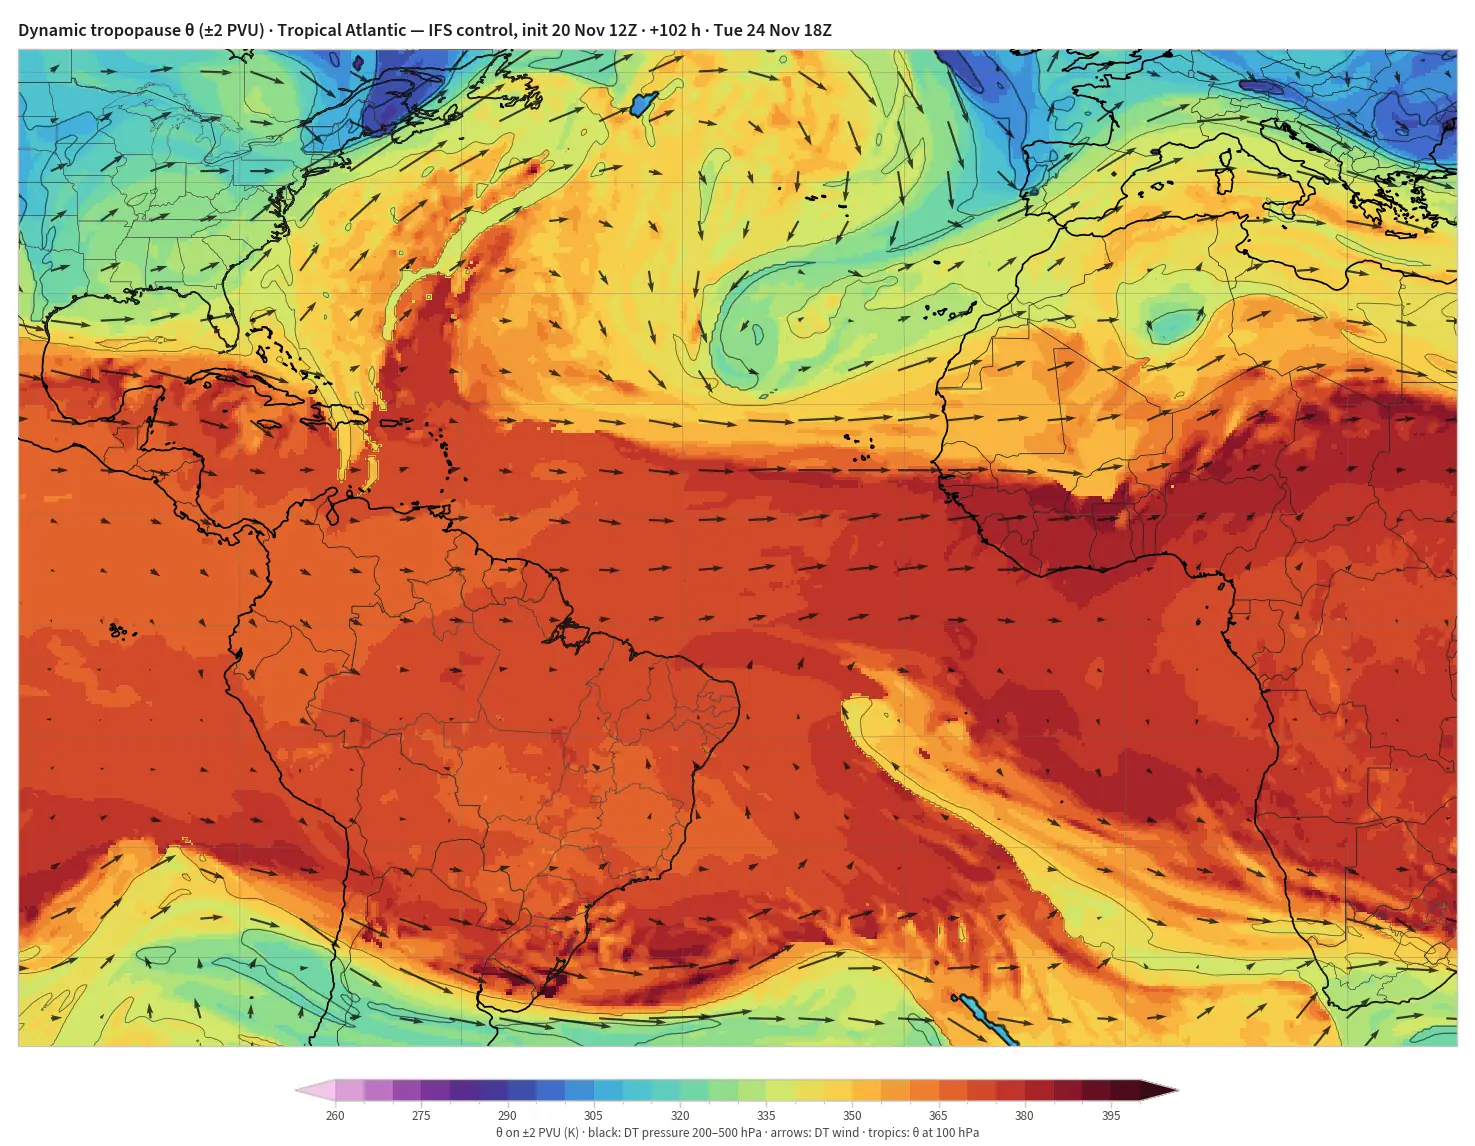 Dynamic tropopause θ (±2 PVU) · Tropical Atlantic — IFS control, init 20 Nov 12Z · +102 h · Tue 24 Nov 18Z
260 275 290 305 320 335 350 365 380 395
θ on ±2 PVU (K) · black: DT pressure 200–500 hPa · arrows: DT wind · tropics: θ at 100 hPa